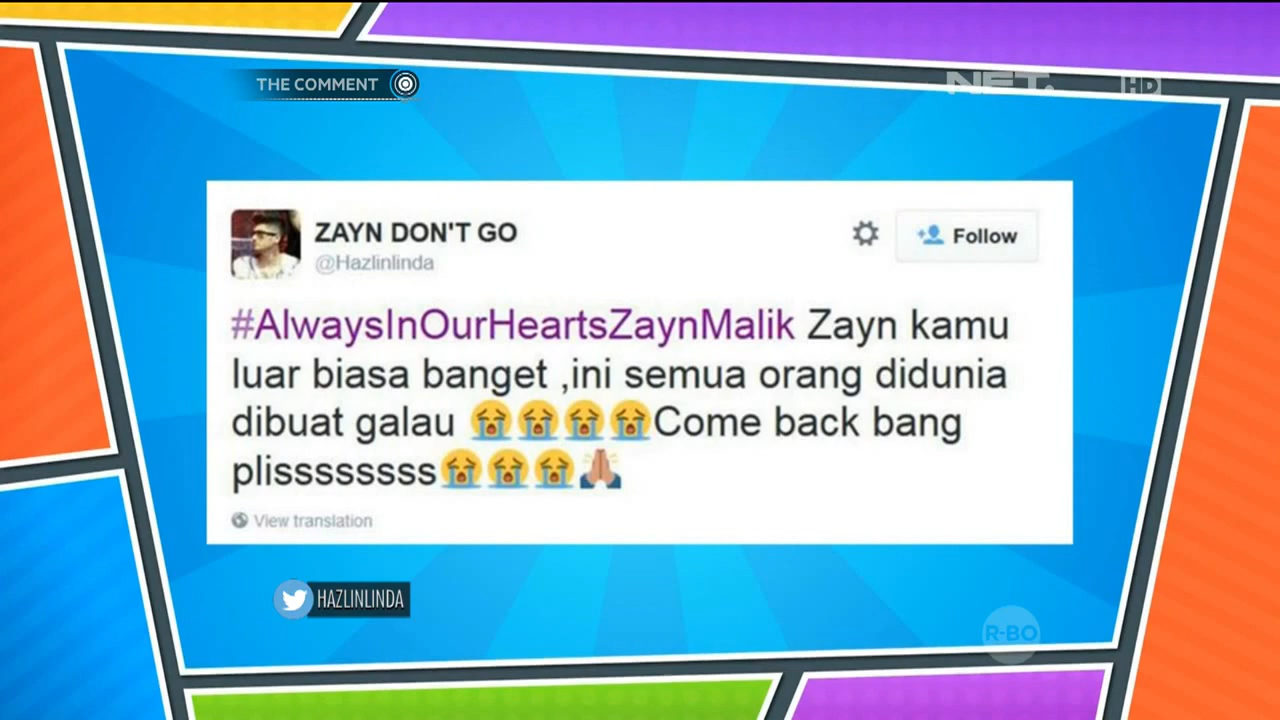 THE COMMENT
NET.
HD
ZAYN DON'T GO
@Hazlinlinda
Follow
#AlwaysInOurHeartsZaynMalik Zayn kamu
luar biasa banget ,ini semua orang didunia
dibuat galau 😭😭😭😭Come back bang
plisssssssss😭😭😭🙏
View translation
HAZLINLINDA
R-BO